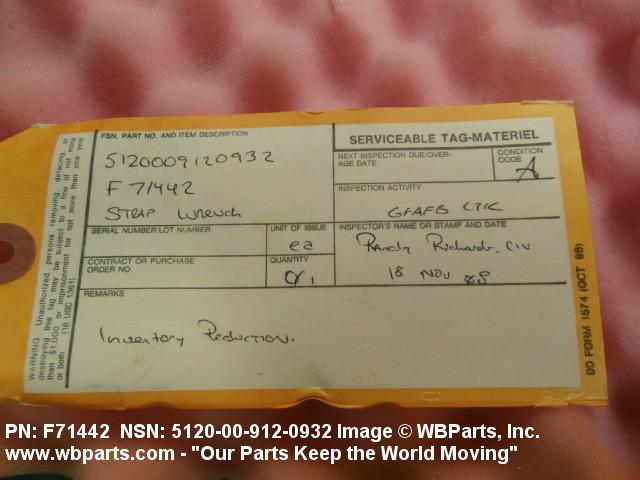 WARNING: Unauthorized persons removing, defacing, or
destroying this tag may be subject to a fine of not more
than $1,000 or imprisonment for not more than one year
or both (18 USC 1361)
FSN, PART NO. AND ITEM DESCRIPTION
5120009120932
F 71442
STRAP Wrench
SERIAL NUMBER/LOT NUMBER
UNIT OF ISSUE
ea
CONTRACT OR PURCHASE
ORDER NO.
QUANTITY
1
SERVICEABLE TAG-MATERIEL
NEXT INSPECTION DUE/OVER-
AGE DATE
CONDITION
CODE
A
INSPECTION ACTIVITY
GFAFB
INSPECTOR'S NAME OR STAMP AND DATE
Randy Richards, CIV
18 NOV
REMARKS
Inventory Reduction.
DD FORM 1574 (OCT 86)
PN: F71442 NSN: 5120-00-912-0932 Image © WBParts, Inc.
www.wbparts.com - "Our Parts Keep the World Moving"